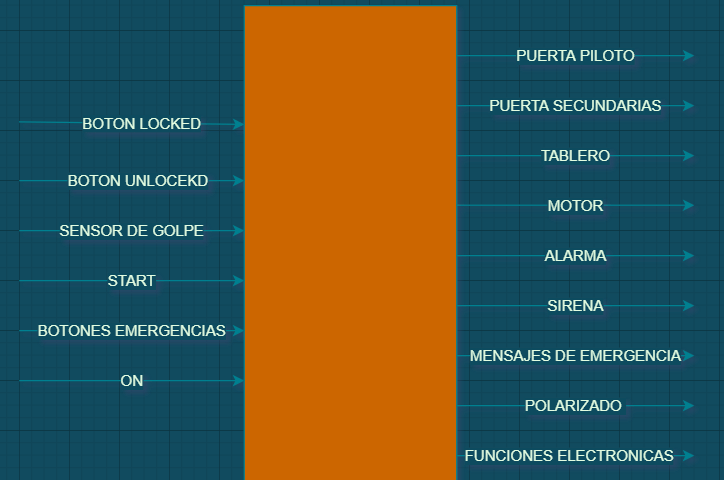 BOTON LOCKED
BOTON UNLOCEKD
SENSOR DE GOLPE
START
BOTONES EMERGENCIAS
ON
PUERTA PILOTO
PUERTA SECUNDARIAS
TABLERO
MOTOR
ALARMA
SIRENA
MENSAJES DE EMERGENCIA
POLARIZADO
FUNCIONES ELECTRONICAS